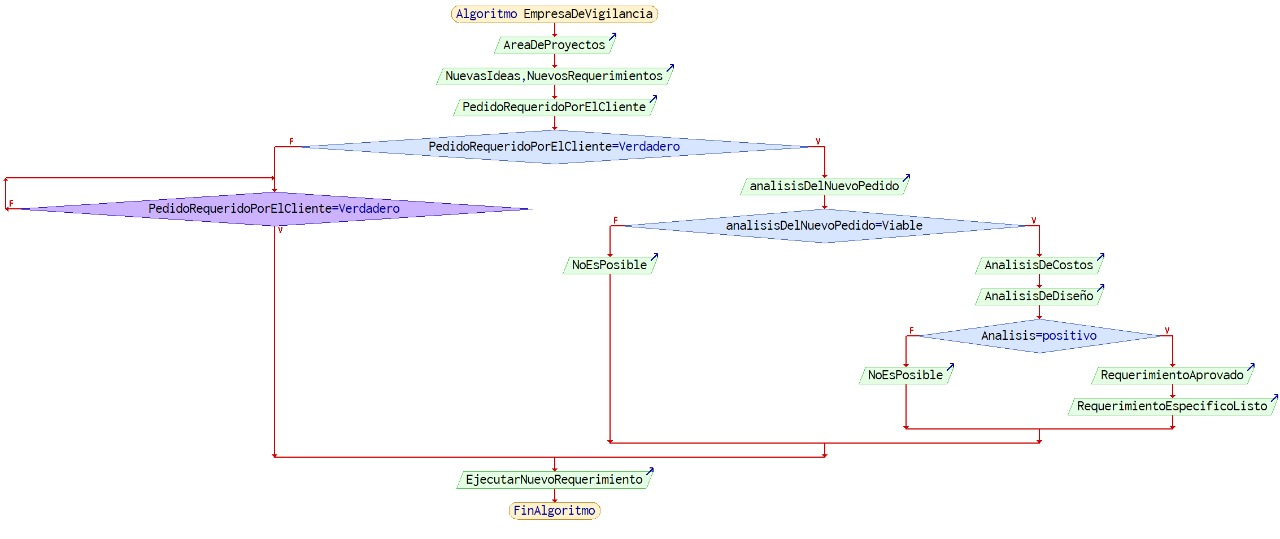 Algoritmo EmpresaDeVigilancia
AreaDeProyectos
NuevasIdeas,NuevosRequerimientos
PedidoRequeridoPorElCliente
F
PedidoRequeridoPorElCliente=Verdadero
V
analisisDelNuevoPedido
F
PedidoRequeridoPorElCliente=Verdadero
V
F
analisisDelNuevoPedido=Viable
V
NoEsPosible
AnalisisDeCostos
AnalisisDeDiseño
F
Analisis=positivo
V
NoEsPosible
RequerimientoAprovado
RequerimientoEspecificoListo
EjecutarNuevoRequerimiento
FinAlgoritmo